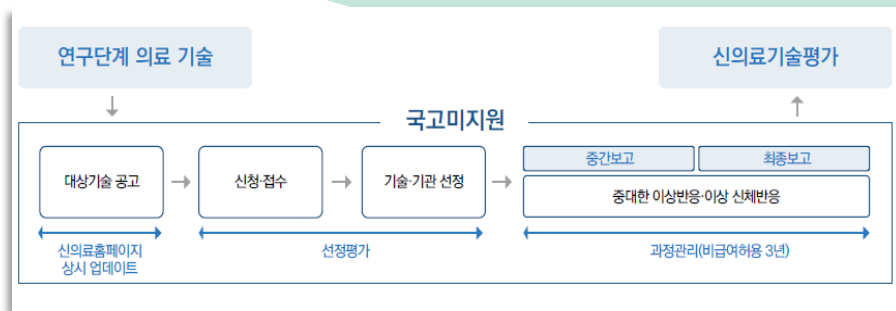 연구단계 의료 기술
신의료기술평가
국고미지원
대상기술 공고
신청·접수
기술·기관 선정
중간보고
최종보고
중대한 이상반응·이상 신체반응
신의료홈페이지
상시 업데이트
선정평가
과정관리(비급여허용 3년)